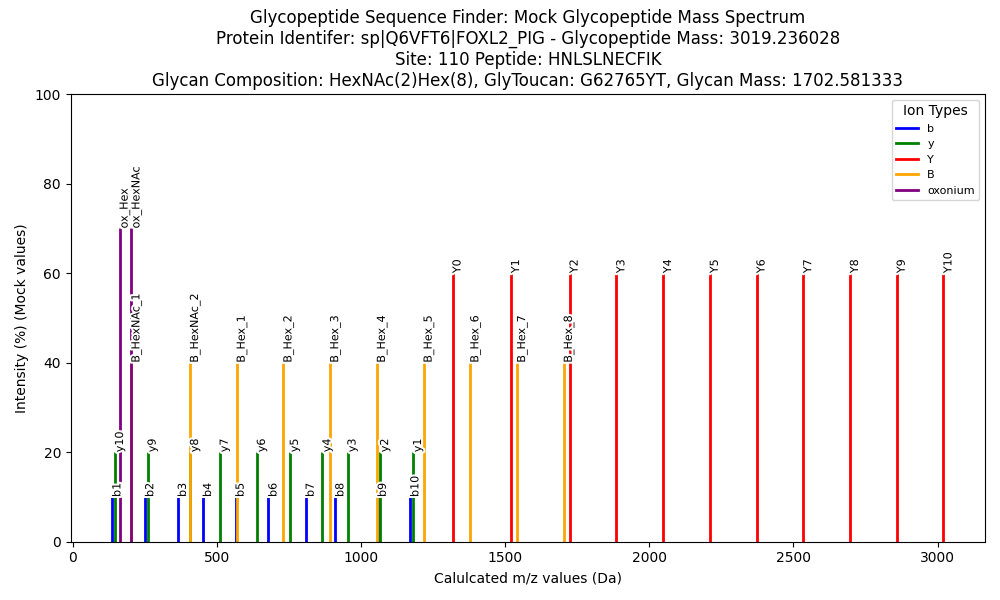 Glycopeptide Sequence Finder: Mock Glycopeptide Mass Spectrum
Protein Identifer: sp|Q6VFT6|FOXL2_PIG - Glycopeptide Mass: 3019.236028
Site: 110 Peptide: HNLSLNECFIK
Glycan Composition: HexNAc(2)Hex(8), GlyToucan: G62765YT, Glycan Mass: 1702.581333
100
80
60
40
20
0
Intensity (%) (Mock values)
Ion Types
b
y
Y
B
oxonium
ox_Hex
ox_HexNAc
Y0
Y1
Y2
Y3
Y4
Y5
Y6
Y7
Y8
Y9
Y10
B_HexNAc_1
B_HexNAc_2
B_Hex_1
B_Hex_2
B_Hex_3
B_Hex_4
B_Hex_5
B_Hex_6
B_Hex_7
B_Hex_8
y10
y9
y8
y7
y6
y5
y4
y3
y2
y1
b1
b2
b3
b4
b5
b6
b7
b8
b9
b10
0
500
1000
1500
2000
2500
3000
Calulcated m/z values (Da)